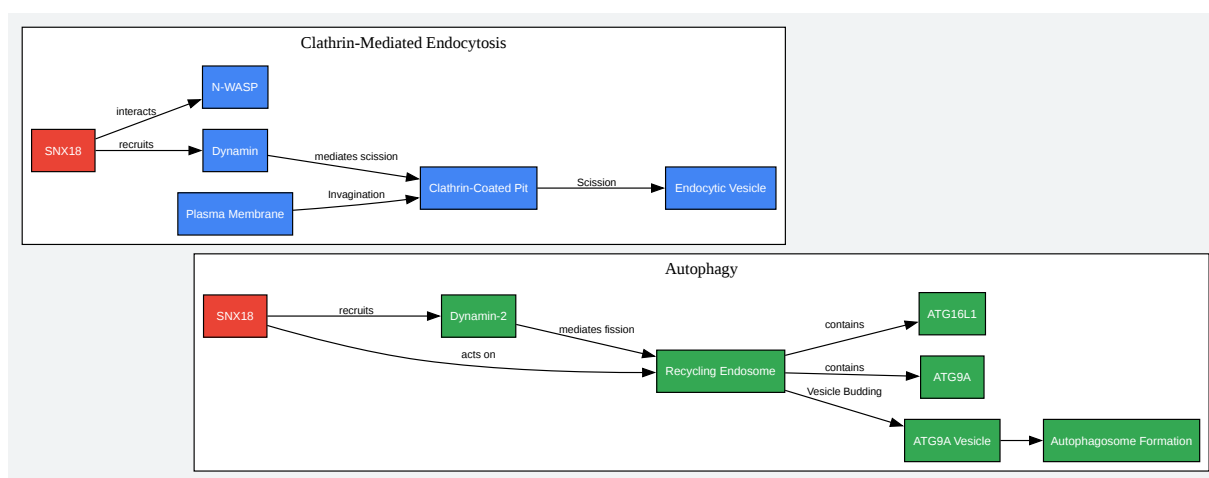 Clathrin-Mediated Endocytosis
N-WASP
interacts
SNX18
recruits
Dynamin
mediates scission
Clathrin-Coated Pit
Scission
Endocytic Vesicle
Invagination
Plasma Membrane
Autophagy
SNX18
recruits
Dynamin-2
mediates fission
acts on
Recycling Endosome
contains
ATG16L1
contains
ATG9A
Vesicle Budding
ATG9A Vesicle
Autophagosome Formation